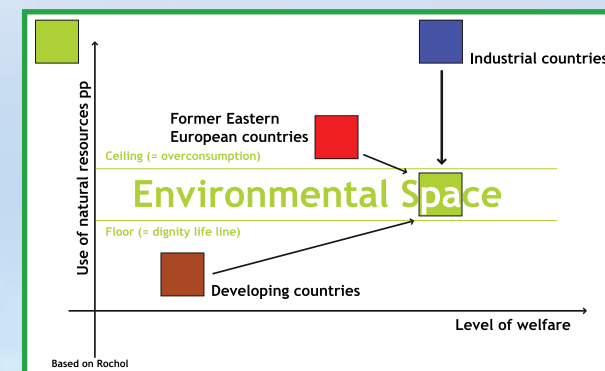 Industrial countries
Use of natural resources pp
Former Eastern
European countries
Ceiling (= overconsumption)
Environmental Space
Floor (= dignity life line)
Developing countries
Level of welfare
Based on Rochol